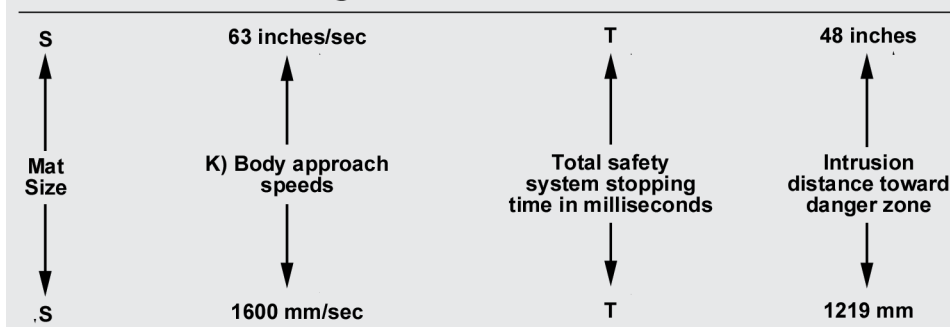 S 63 inches/sec T 48 inches
Mat K) Body approach Total safety Intrusion
Size speeds system stopping distance toward
time in milliseconds danger zone
,S 1600 mm/sec T 1219 mm